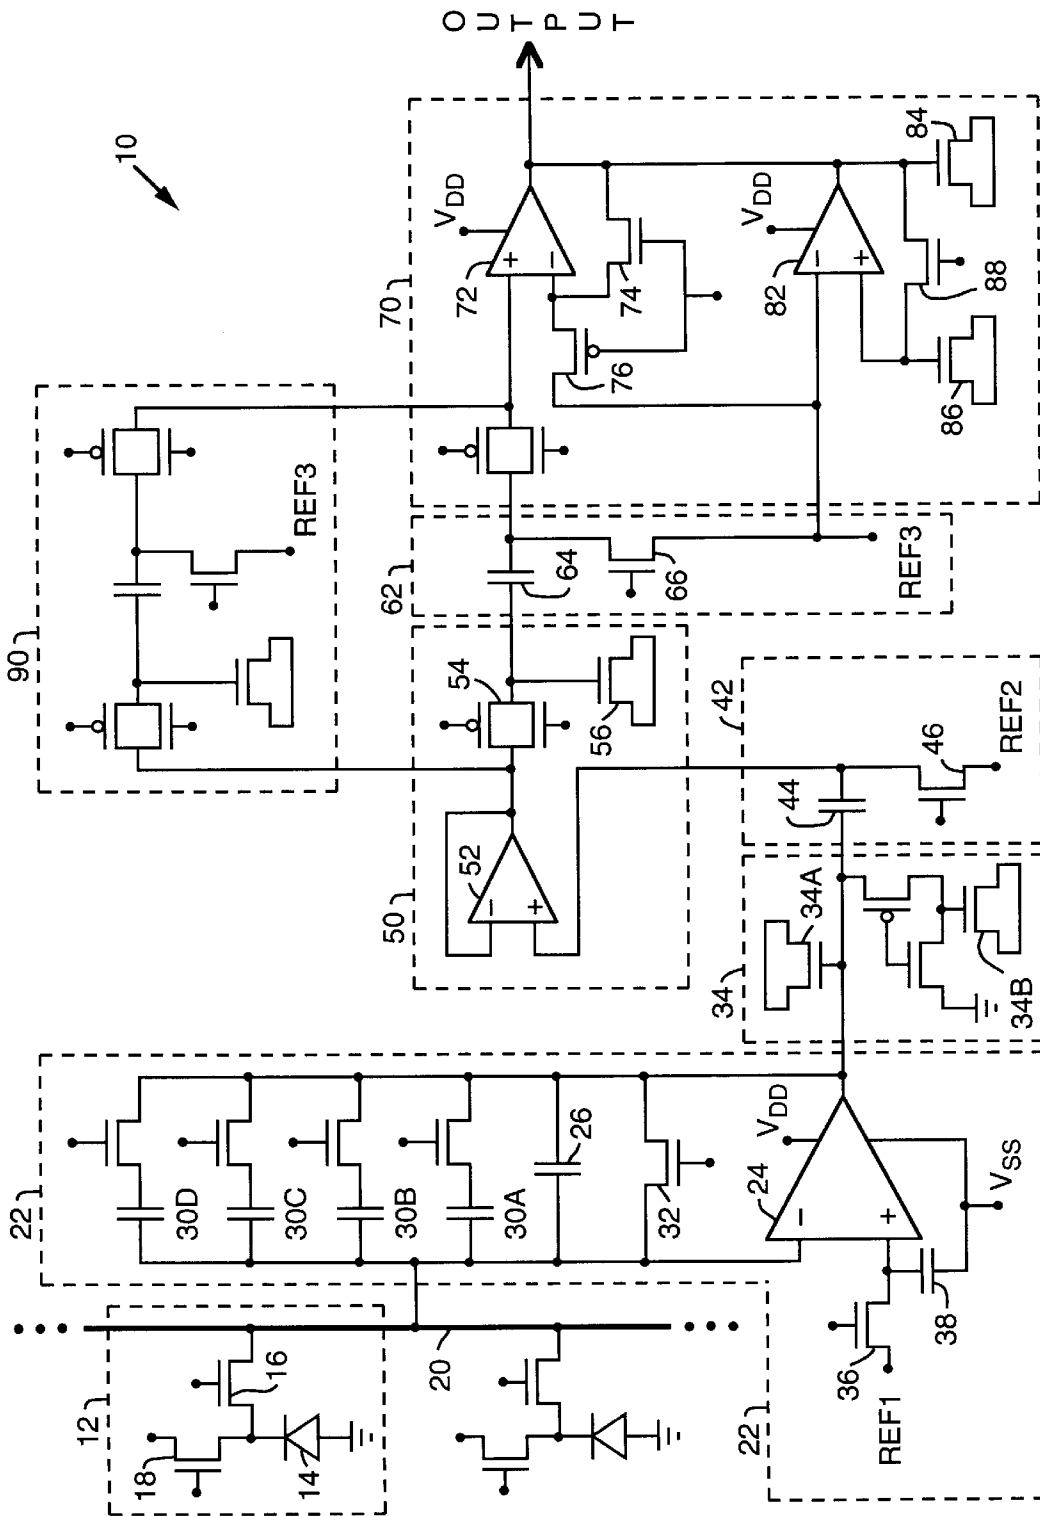 10
OUTPUT
90
REF3
70
72
VDD
+
−
74
76
82
VDD
−
+
84
86
88
62
64
66
REF3
50
52
−
+
54
56
42
44
46
REF2
34
34A
34B
22
30D
30C
30B
30A
26
32
24
VDD
−
+
VSS
12
18
16
14
20
22
36
38
REF1